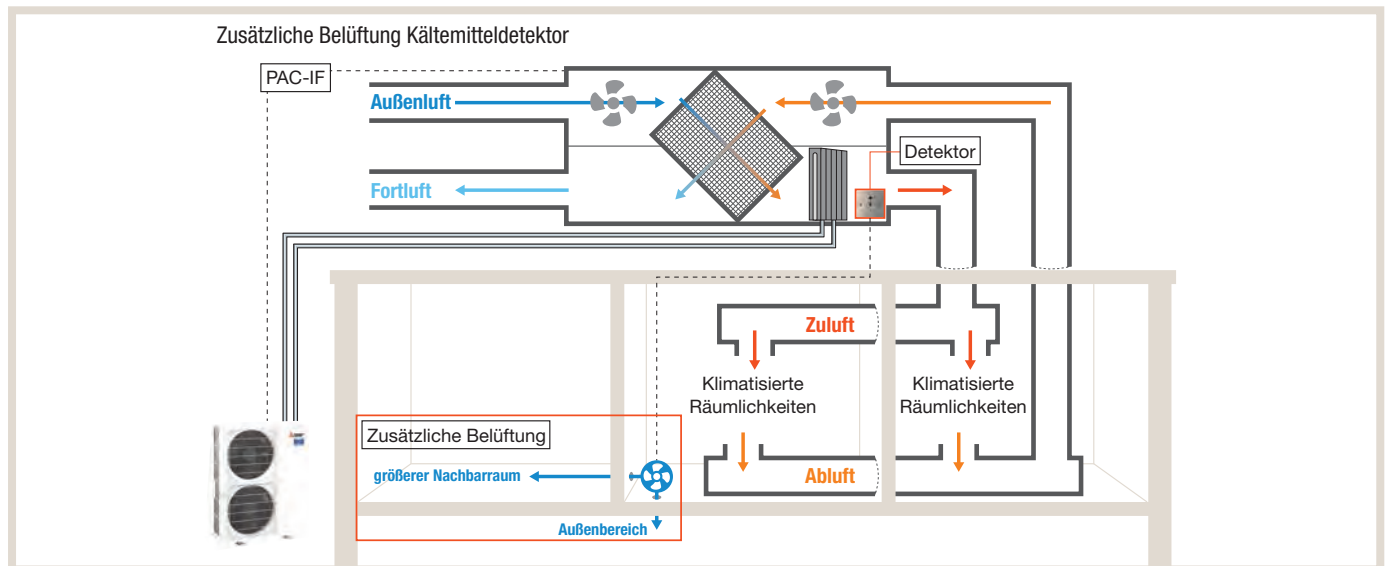 Zusätzliche Belüftung Kältemitteldetektor
PAC-IF
Außenluft
Detektor
Fortluft
Zuluft
Klimatisierte
Räumlichkeiten
Klimatisierte
Räumlichkeiten
Zusätzliche Belüftung
größerer Nachbarraum
Abluft
Außenbereich